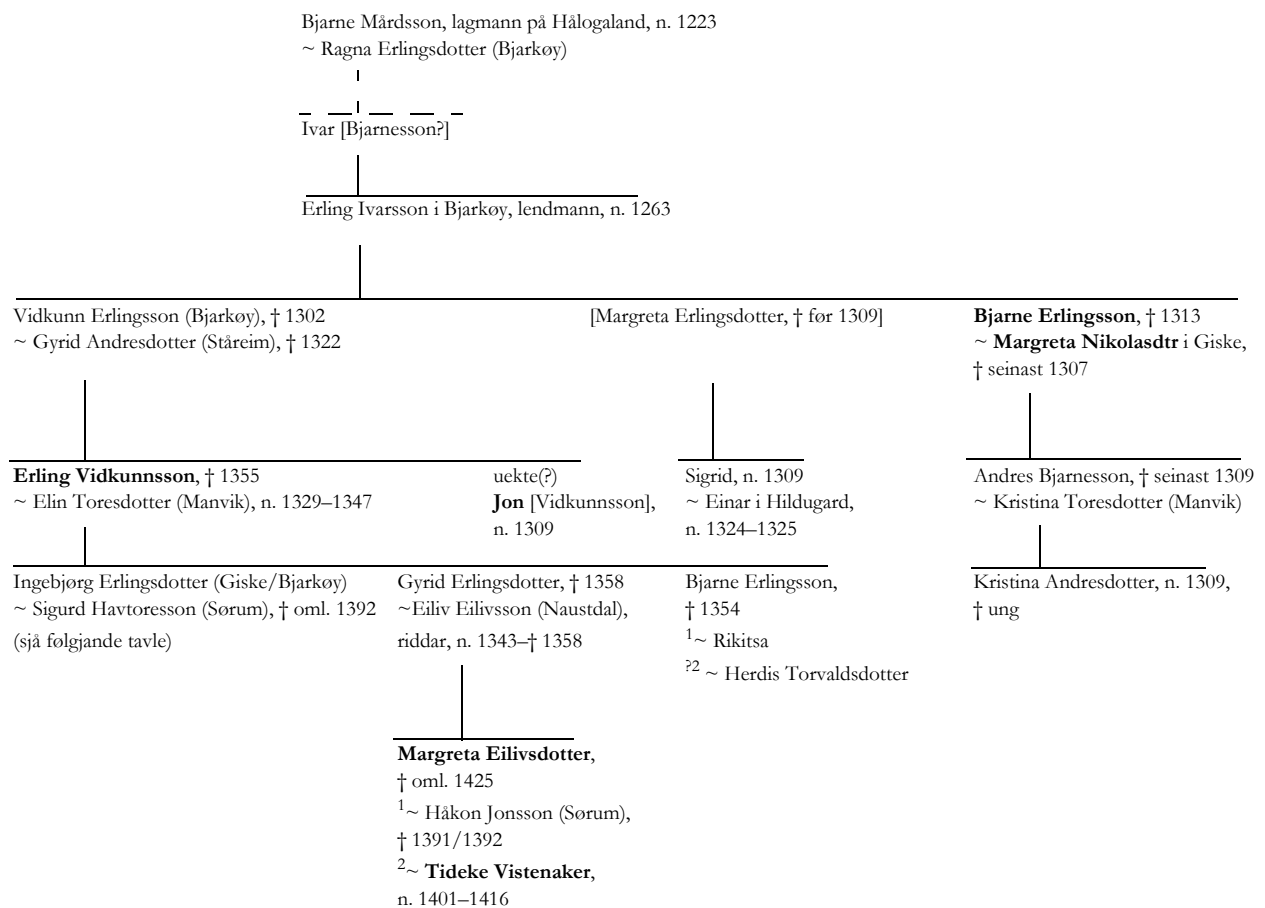 Bjarne Mårdsson, lagmann på Hålogaland, n. 1223
~ Ragna Erlingsdotter (Bjarkøy)
Ivar [Bjarnesson?]
Erling Ivarsson i Bjarkøy, lendmann, n. 1263
Vidkunn Erlingsson (Bjarkøy), † 1302
~ Gyrid Andresdotter (Ståreim), † 1322
[Margreta Erlingsdotter, † før 1309]
Bjarne Erlingsson, † 1313
~ Margreta Nikolasdtr i Giske,
† seinast 1307
Erling Vidkunnsson, † 1355
~ Elin Toresdotter (Manvik), n. 1329–1347
uekte(?)
Jon [Vidkunnsson],
n. 1309
Sigrid, n. 1309
~ Einar i Hildugard,
n. 1324–1325
Andres Bjarnesson, † seinast 1309
~ Kristina Toresdotter (Manvik)
Ingebjørg Erlingsdotter (Giske/Bjarkøy)
~ Sigurd Havtoresson (Sørum), † oml. 1392
(sjå følgjande tavle)
Gyrid Erlingsdotter, † 1358
~Eiliv Eilivsson (Naustdal),
riddar, n. 1343–† 1358
Bjarne Erlingsson,
† 1354
1~ Rikitsa
?2 ~ Herdis Torvaldsdotter
Kristina Andresdotter, n. 1309,
† ung
Margreta Eilivsdotter,
† oml. 1425
1~ Håkon Jonsson (Sørum),
† 1391/1392
2~ Tideke Vistenaker,
n. 1401–1416